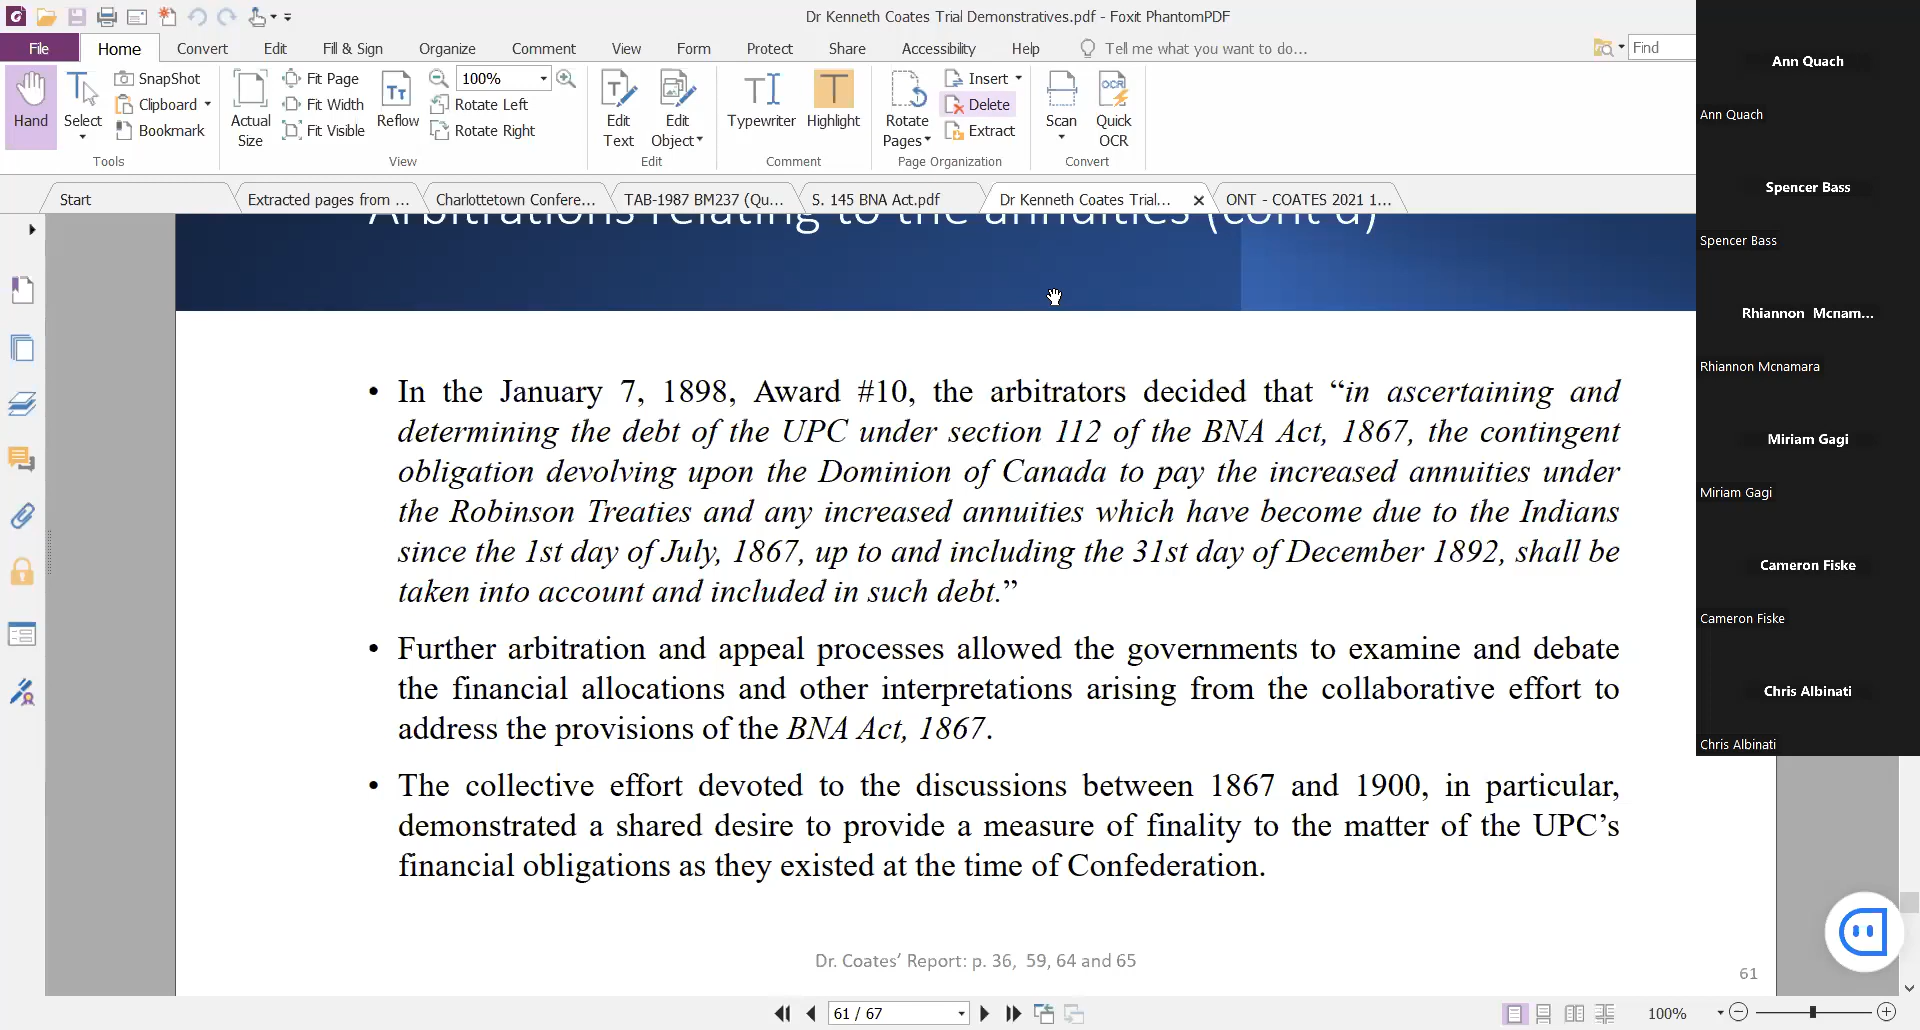 Dr Kenneth Coates Trial Demonstratives.pdf - Foxit PhantomPDF
File Home Convert Edit Fill & Sign Organize Comment View Form Protect Share Accessibility Help Tell me what you want to do... Find
Hand
Select
SnapShot
Clipboard
Bookmark
Tools
Actual
Size
Fit Page
Fit Width
Fit Visible
Reflow
100%
Rotate Left
Rotate Right
View
Edit
Text
Edit
Object
Edit
Typewriter
Highlight
Comment
Rotate
Pages
Insert
Delete
Extract
Page Organization
Scan
OCR
Quick
OCR
Convert
Start
Extracted pages from ...
Charlottetown Confere...
TAB-1987 BM237 (Qu...
S. 145 BNA Act.pdf
Dr Kenneth Coates Trial...
ONT - COATES 2021 1...
Arbitrations relating to the annuities (cont'd)
• In the January 7, 1898, Award #10, the arbitrators decided that “in ascertaining and
determining the debt of the UPC under section 112 of the BNA Act, 1867, the contingent
obligation devolving upon the Dominion of Canada to pay the increased annuities under
the Robinson Treaties and any increased annuities which have become due to the Indians
since the 1st day of July, 1867, up to and including the 31st day of December 1892, shall be
taken into account and included in such debt.”
• Further arbitration and appeal processes allowed the governments to examine and debate
the financial allocations and other interpretations arising from the collaborative effort to
address the provisions of the BNA Act, 1867.
• The collective effort devoted to the discussions between 1867 and 1900, in particular,
demonstrated a shared desire to provide a measure of finality to the matter of the UPC’s
financial obligations as they existed at the time of Confederation.
Dr. Coates’ Report: p. 36, 59, 64 and 65
61
61 / 67
100%
Ann Quach
Ann Quach
Spencer Bass
Spencer Bass
Rhiannon Mcnam...
Rhiannon Mcnamara
Miriam Gagi
Miriam Gagi
Cameron Fiske
Cameron Fiske
Chris Albinati
Chris Albinati